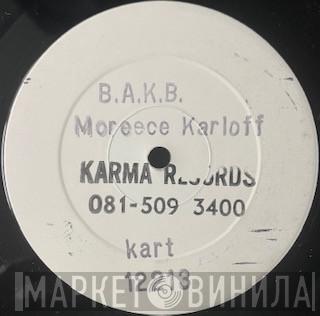 B.A.K.B.
Moreece Karloff
KARMA RECORDS
081-509 3400
kart
12213
МАРКЕТ ВИНИЛА